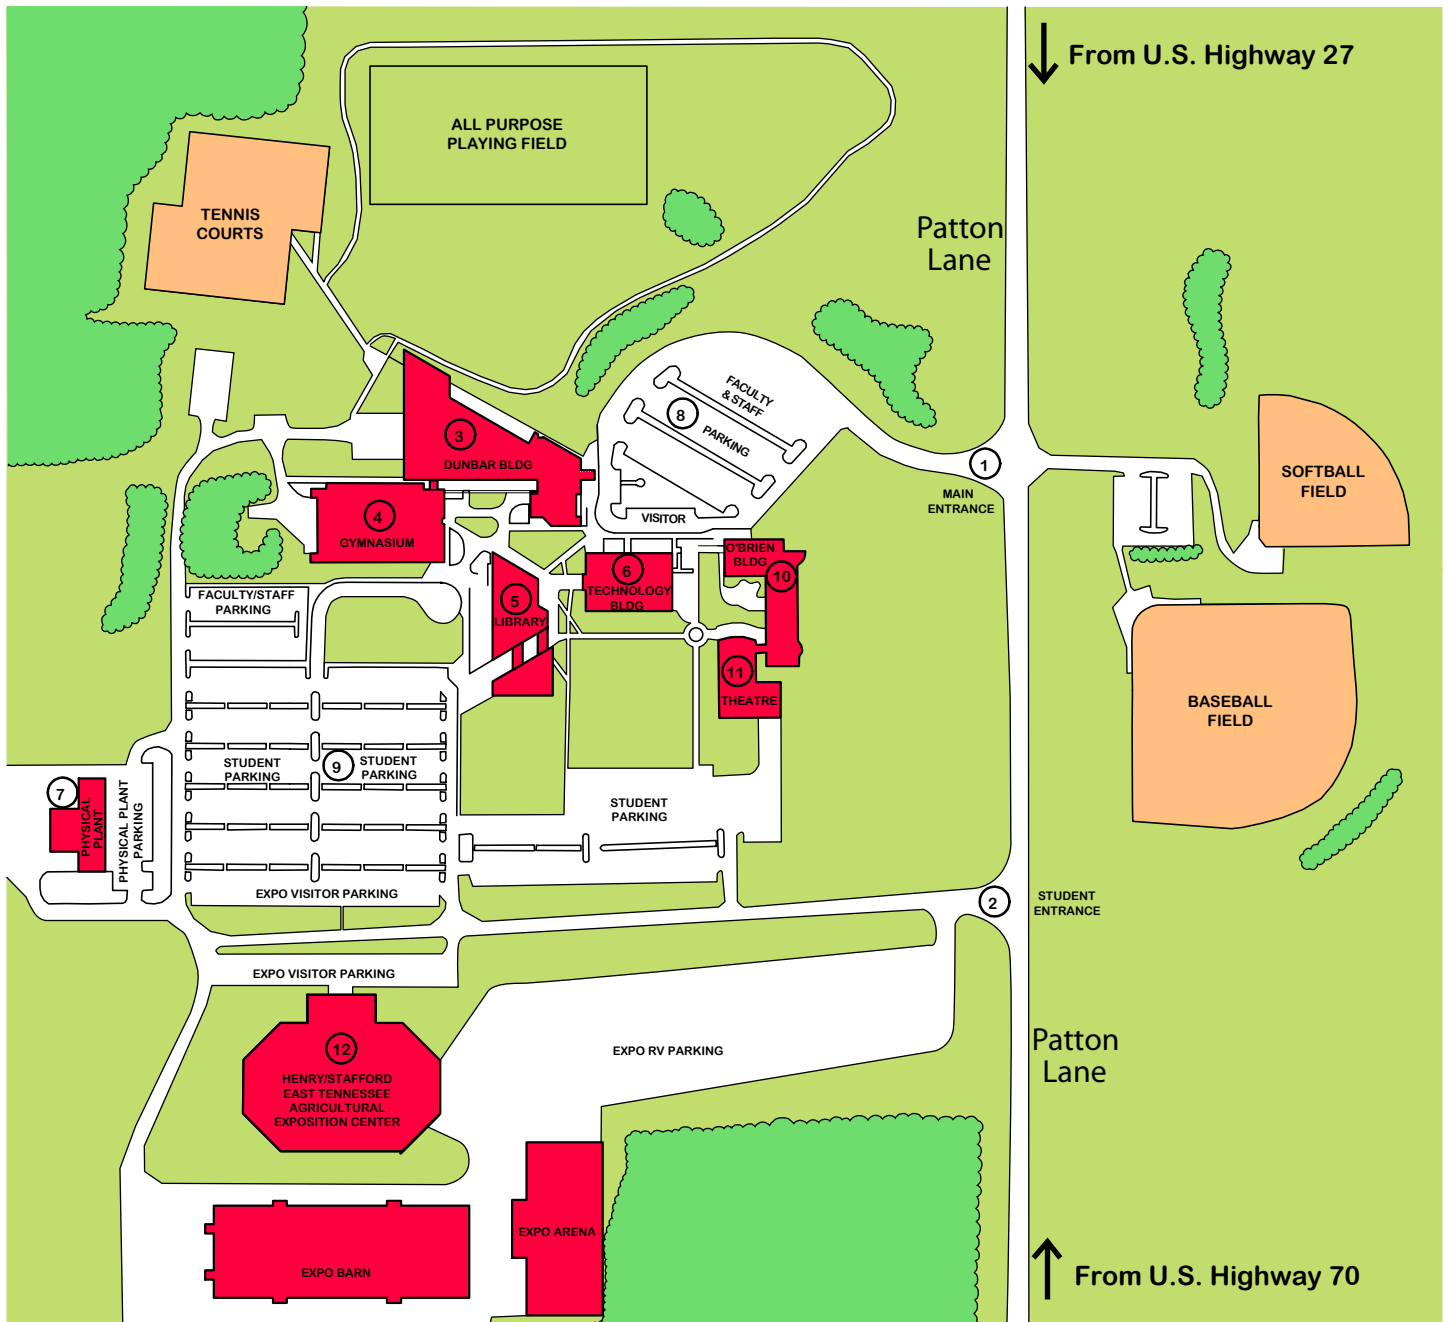 From U.S. Highway 27
ALL PURPOSE
PLAYING FIELD
TENNIS
COURTS
Patton
Lane
FACULTY
& STAFF
8
PARKING
3
DUNBAR BLDG
1
MAIN
ENTRANCE
SOFTBALL
FIELD
4
GYMNASIUM
VISITOR
O'BRIEN
BLDG
10
6
TECHNOLOGY
BLDG
FACULTY/STAFF
PARKING
5
LIBRARY
11
THEATRE
BASEBALL
FIELD
STUDENT
PARKING
9
STUDENT
PARKING
7
PHYSICAL
PLANT
PHYSICAL PLANT
PARKING
STUDENT
PARKING
EXPO VISITOR PARKING
2
STUDENT
ENTRANCE
EXPO VISITOR PARKING
12
HENRY/STAFFORD
EAST TENNESSEE
AGRICULTURAL
EXPOSITION CENTER
EXPO RV PARKING
Patton
Lane
EXPO ARENA
EXPO BARN
From U.S. Highway 70